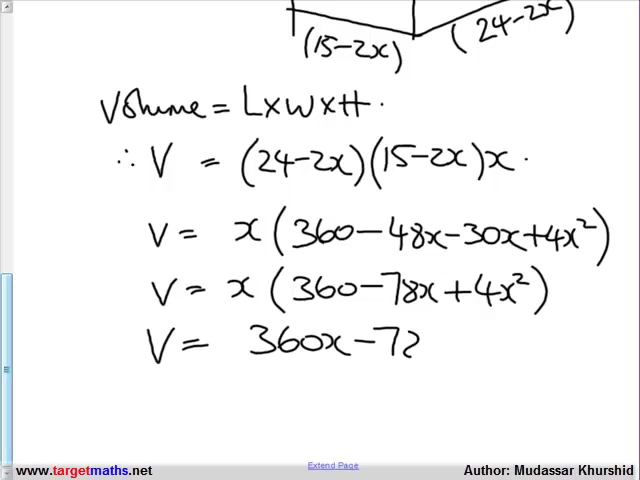 (15-2x) (24-2x)
Volume = L×W×H.
∴ V = (24-2x)(15-2x)x.
V = x(360-48x-30x+4x²)
V = x(360-78x+4x²)
V = 360x-7
Extend Page
www.targetmaths.net Author: Mudassar Khurshid